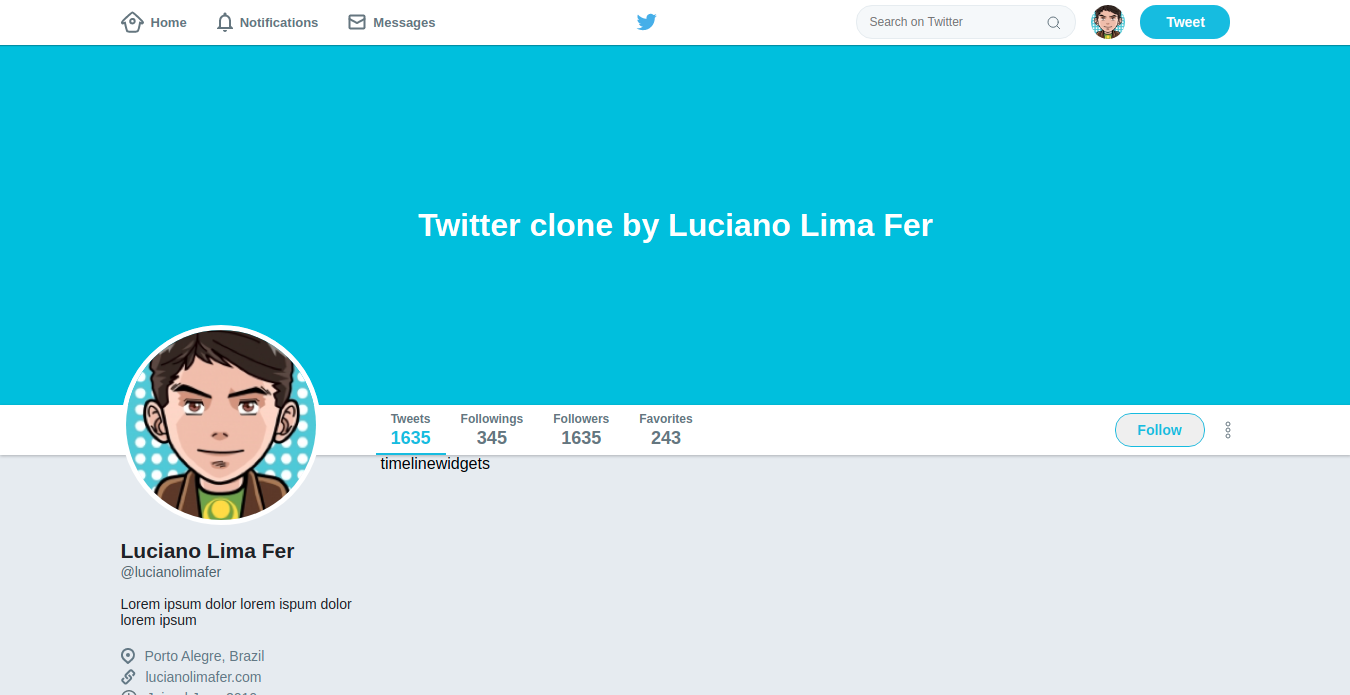 Home Notifications Messages Search on Twitter Tweet
Twitter clone by Luciano Lima Fer
Tweets Followings Followers Favorites
1635 345 1635 243
Follow
timelinewidgets
Luciano Lima Fer
@lucianolimafer
Lorem ipsum dolor lorem ispum dolor
lorem ipsum
Porto Alegre, Brazil
lucianolimafer.com